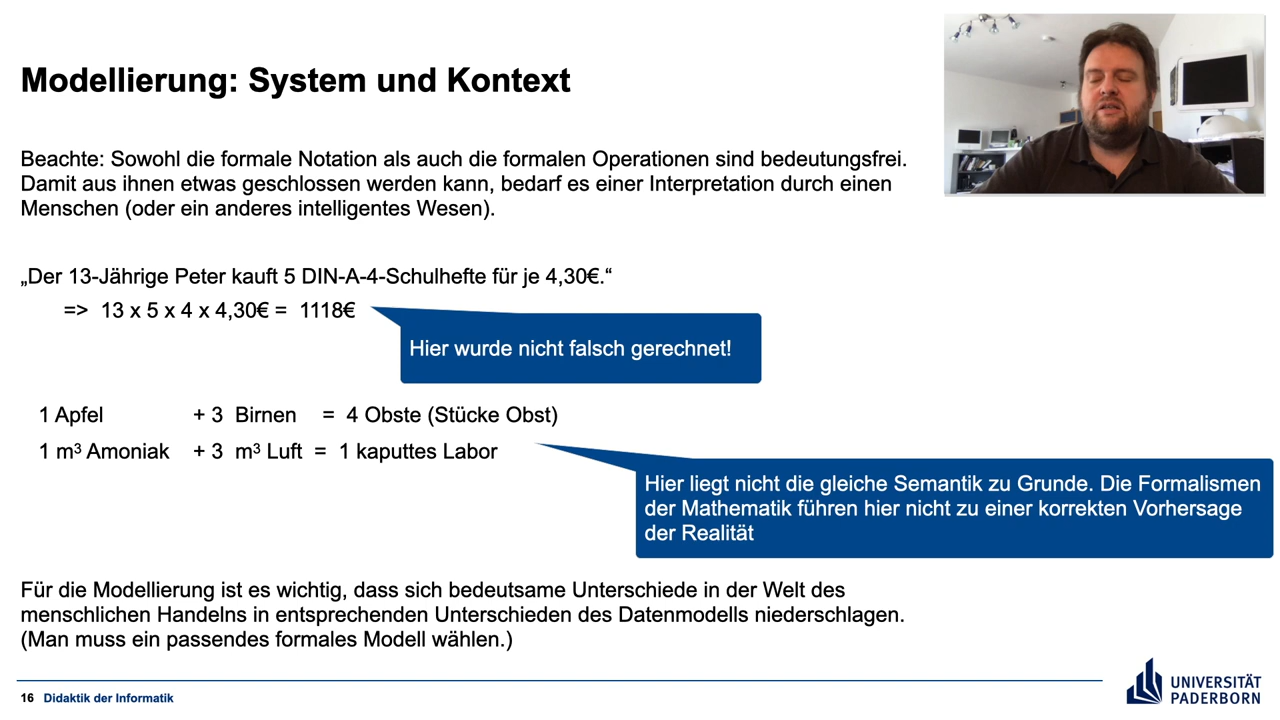 Modellierung: System und Kontext
Beachte: Sowohl die formale Notation als auch die formalen Operationen sind bedeutungsfrei.
Damit aus ihnen etwas geschlossen werden kann, bedarf es einer Interpretation durch einen
Menschen (oder ein anderes intelligentes Wesen).
„Der 13-Jährige Peter kauft 5 DIN-A-4-Schulhefte für je 4,30€.“
=> 13 x 5 x 4 x 4,30€ = 1118€
Hier wurde nicht falsch gerechnet!
1 Apfel + 3 Birnen = 4 Obste (Stücke Obst)
1 m³ Amoniak + 3 m³ Luft = 1 kaputtes Labor
Hier liegt nicht die gleiche Semantik zu Grunde. Die Formalismen
der Mathematik führen hier nicht zu einer korrekten Vorhersage
der Realität
Für die Modellierung ist es wichtig, dass sich bedeutsame Unterschiede in der Welt des
menschlichen Handelns in entsprechenden Unterschieden des Datenmodells niederschlagen.
(Man muss ein passendes formales Modell wählen.)
16 Didaktik der Informatik
UNIVERSITÄT
PADERBORN